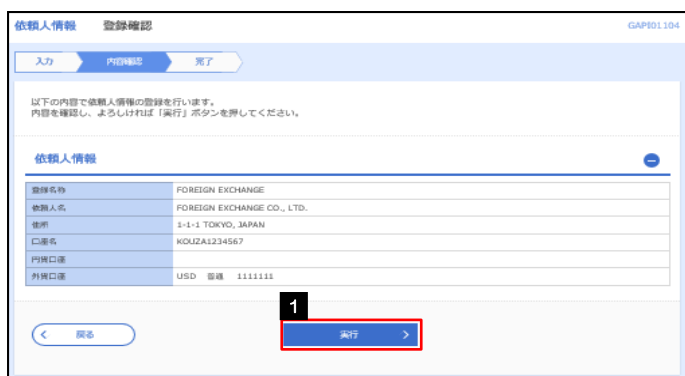 依頼人情報　登録確認
GAPI01104
入力　内容確認　完了
以下の内容で依頼人情報の登録を行います。
内容を確認し、よろしければ「実行」ボタンを押してください。
依頼人情報
登録名称　FOREIGN EXCHANGE
依頼人名　FOREIGN EXCHANGE CO., LTD.
住所　1-1-1 TOKYO, JAPAN
口座名　KOUZA1234567
円貨口座
外貨口座　USD　普通　1111111
1
戻る　実行